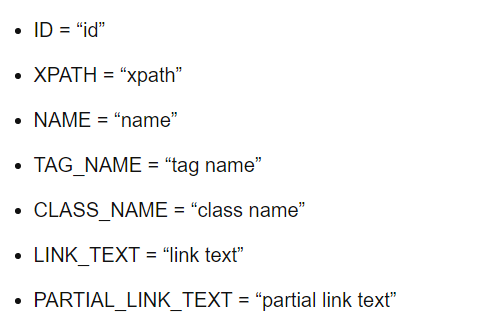 • ID = “id”
• XPATH = “xpath”
• NAME = “name”
• TAG_NAME = “tag name”
• CLASS_NAME = “class name”
• LINK_TEXT = “link text”
• PARTIAL_LINK_TEXT = “partial link text”